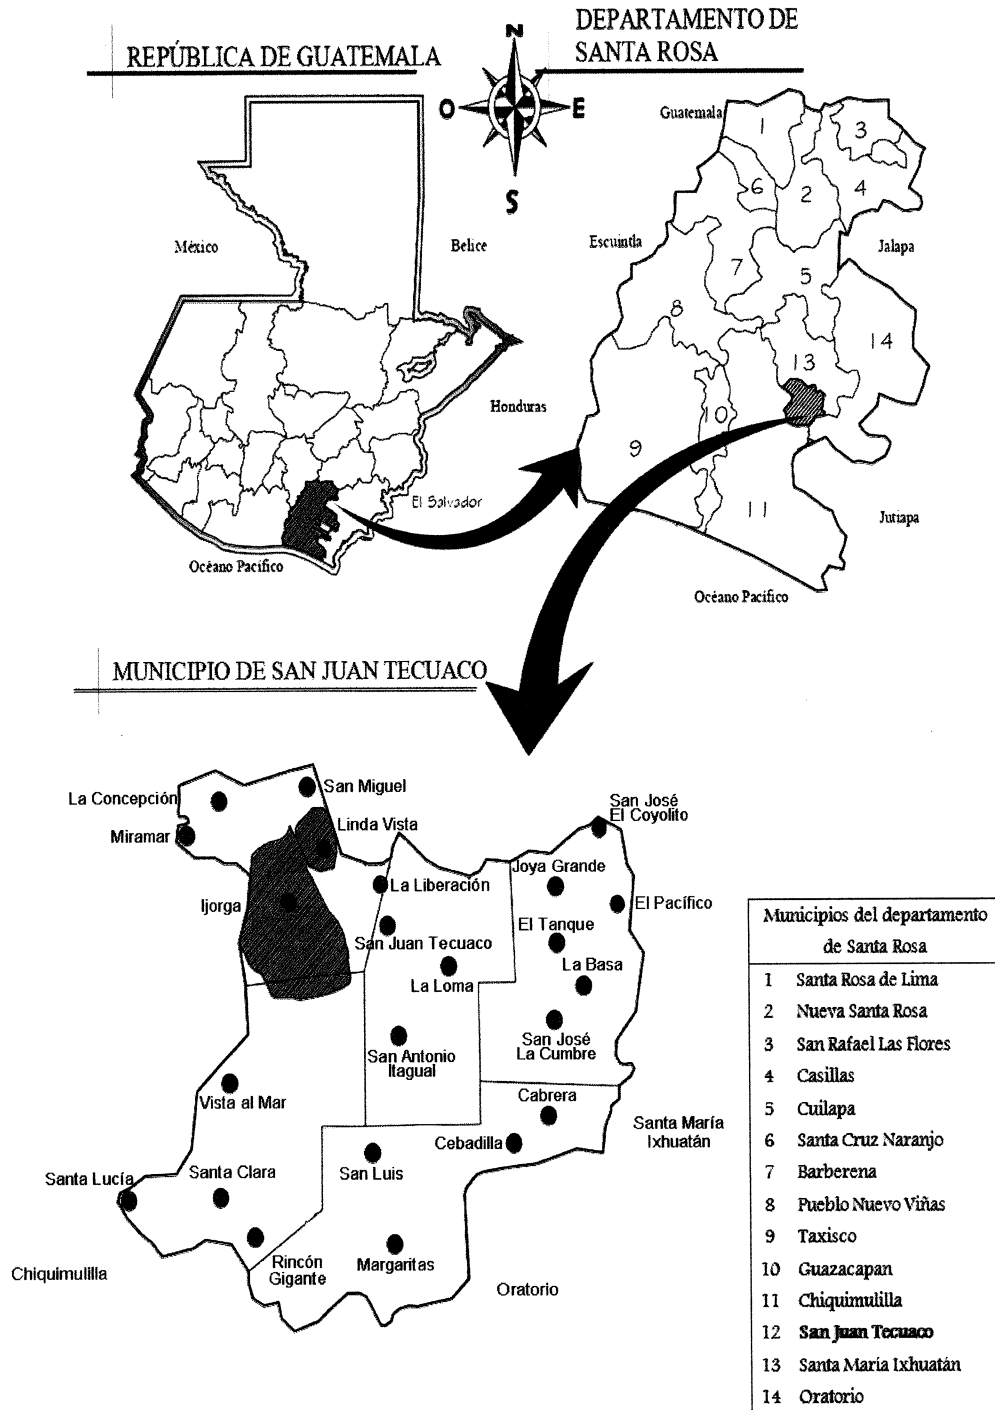 REPÚBLICA DE GUATEMALA
DEPARTAMENTO DE
SANTA ROSA
N
O
E
S
México
Belice
Honduras
El Salvador
Océano Pacífico
Guatemala
Escuintla
Jalapa
Jutiapa
Océano Pacífico
1
3
6
2
4
7
5
8
14
13
10
9
11
MUNICIPIO DE SAN JUAN TECUACO
La Concepción
San Miguel
Miramar
Linda Vista
San José
El Coyolito
Ijorga
La Liberación
Joya Grande
El Pacífico
San Juan Tecuaco
El Tanque
La Loma
La Basa
San Antonio
Itagual
San José
La Cumbre
Vista al Mar
Cabrera
Cebadilla
Santa María
Ixhuatán
Santa Lucía
Santa Clara
San Luis
Rincón
Gigante
Margaritas
Chiquimulilla
Oratorio
Municipios del departamento
de Santa Rosa
1 Santa Rosa de Lima
2 Nueva Santa Rosa
3 San Rafael Las Flores
4 Casillas
5 Cuilapa
6 Santa Cruz Naranjo
7 Barberena
8 Pueblo Nuevo Viñas
9 Taxisco
10 Guazacapan
11 Chiquimulilla
12 San Juan Tecuaco
13 Santa María Ixhuatán
14 Oratorio